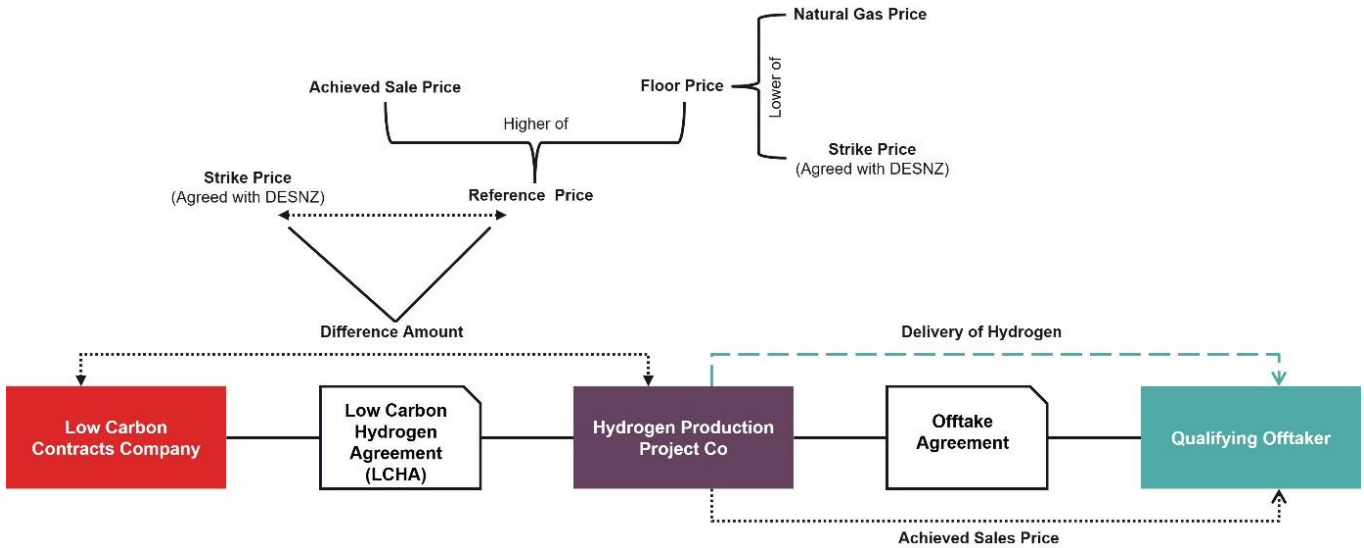 Natural Gas Price
Achieved Sale Price
Floor Price
Lower of
Higher of
Strike Price
(Agreed with DESNZ)
Strike Price
(Agreed with DESNZ)
Reference Price
Difference Amount
Delivery of Hydrogen
Low Carbon
Contracts Company
Low Carbon
Hydrogen
Agreement
(LCHA)
Hydrogen Production
Project Co
Offtake
Agreement
Qualifying Offtaker
Achieved Sales Price